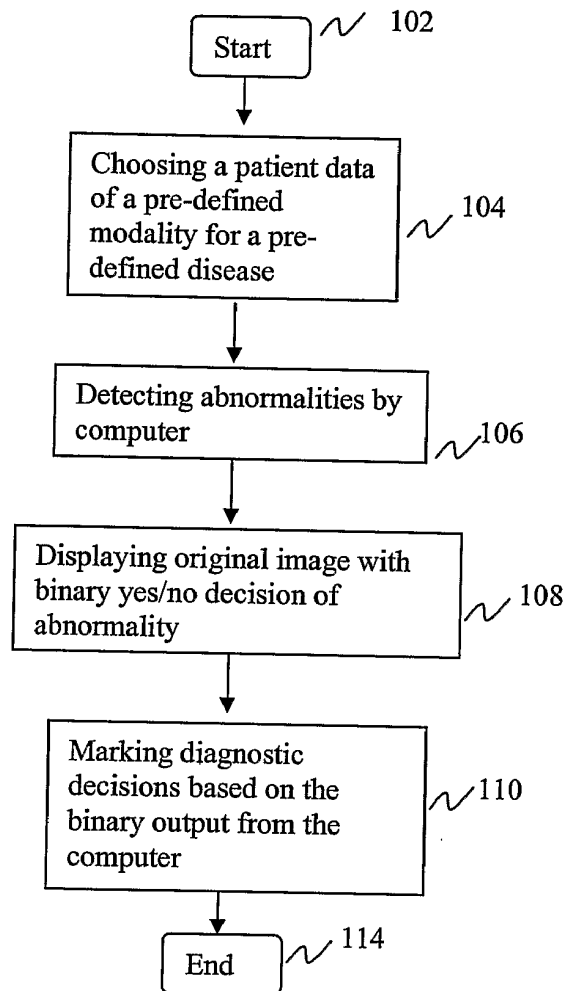 Start
102
Choosing a patient data
of a pre-defined
modality for a pre-
defined disease
104
Detecting abnormalities by
computer
106
Displaying original image with
binary yes/no decision of
abnormality
108
Marking diagnostic
decisions based on the
binary output from the
computer
110
End
114